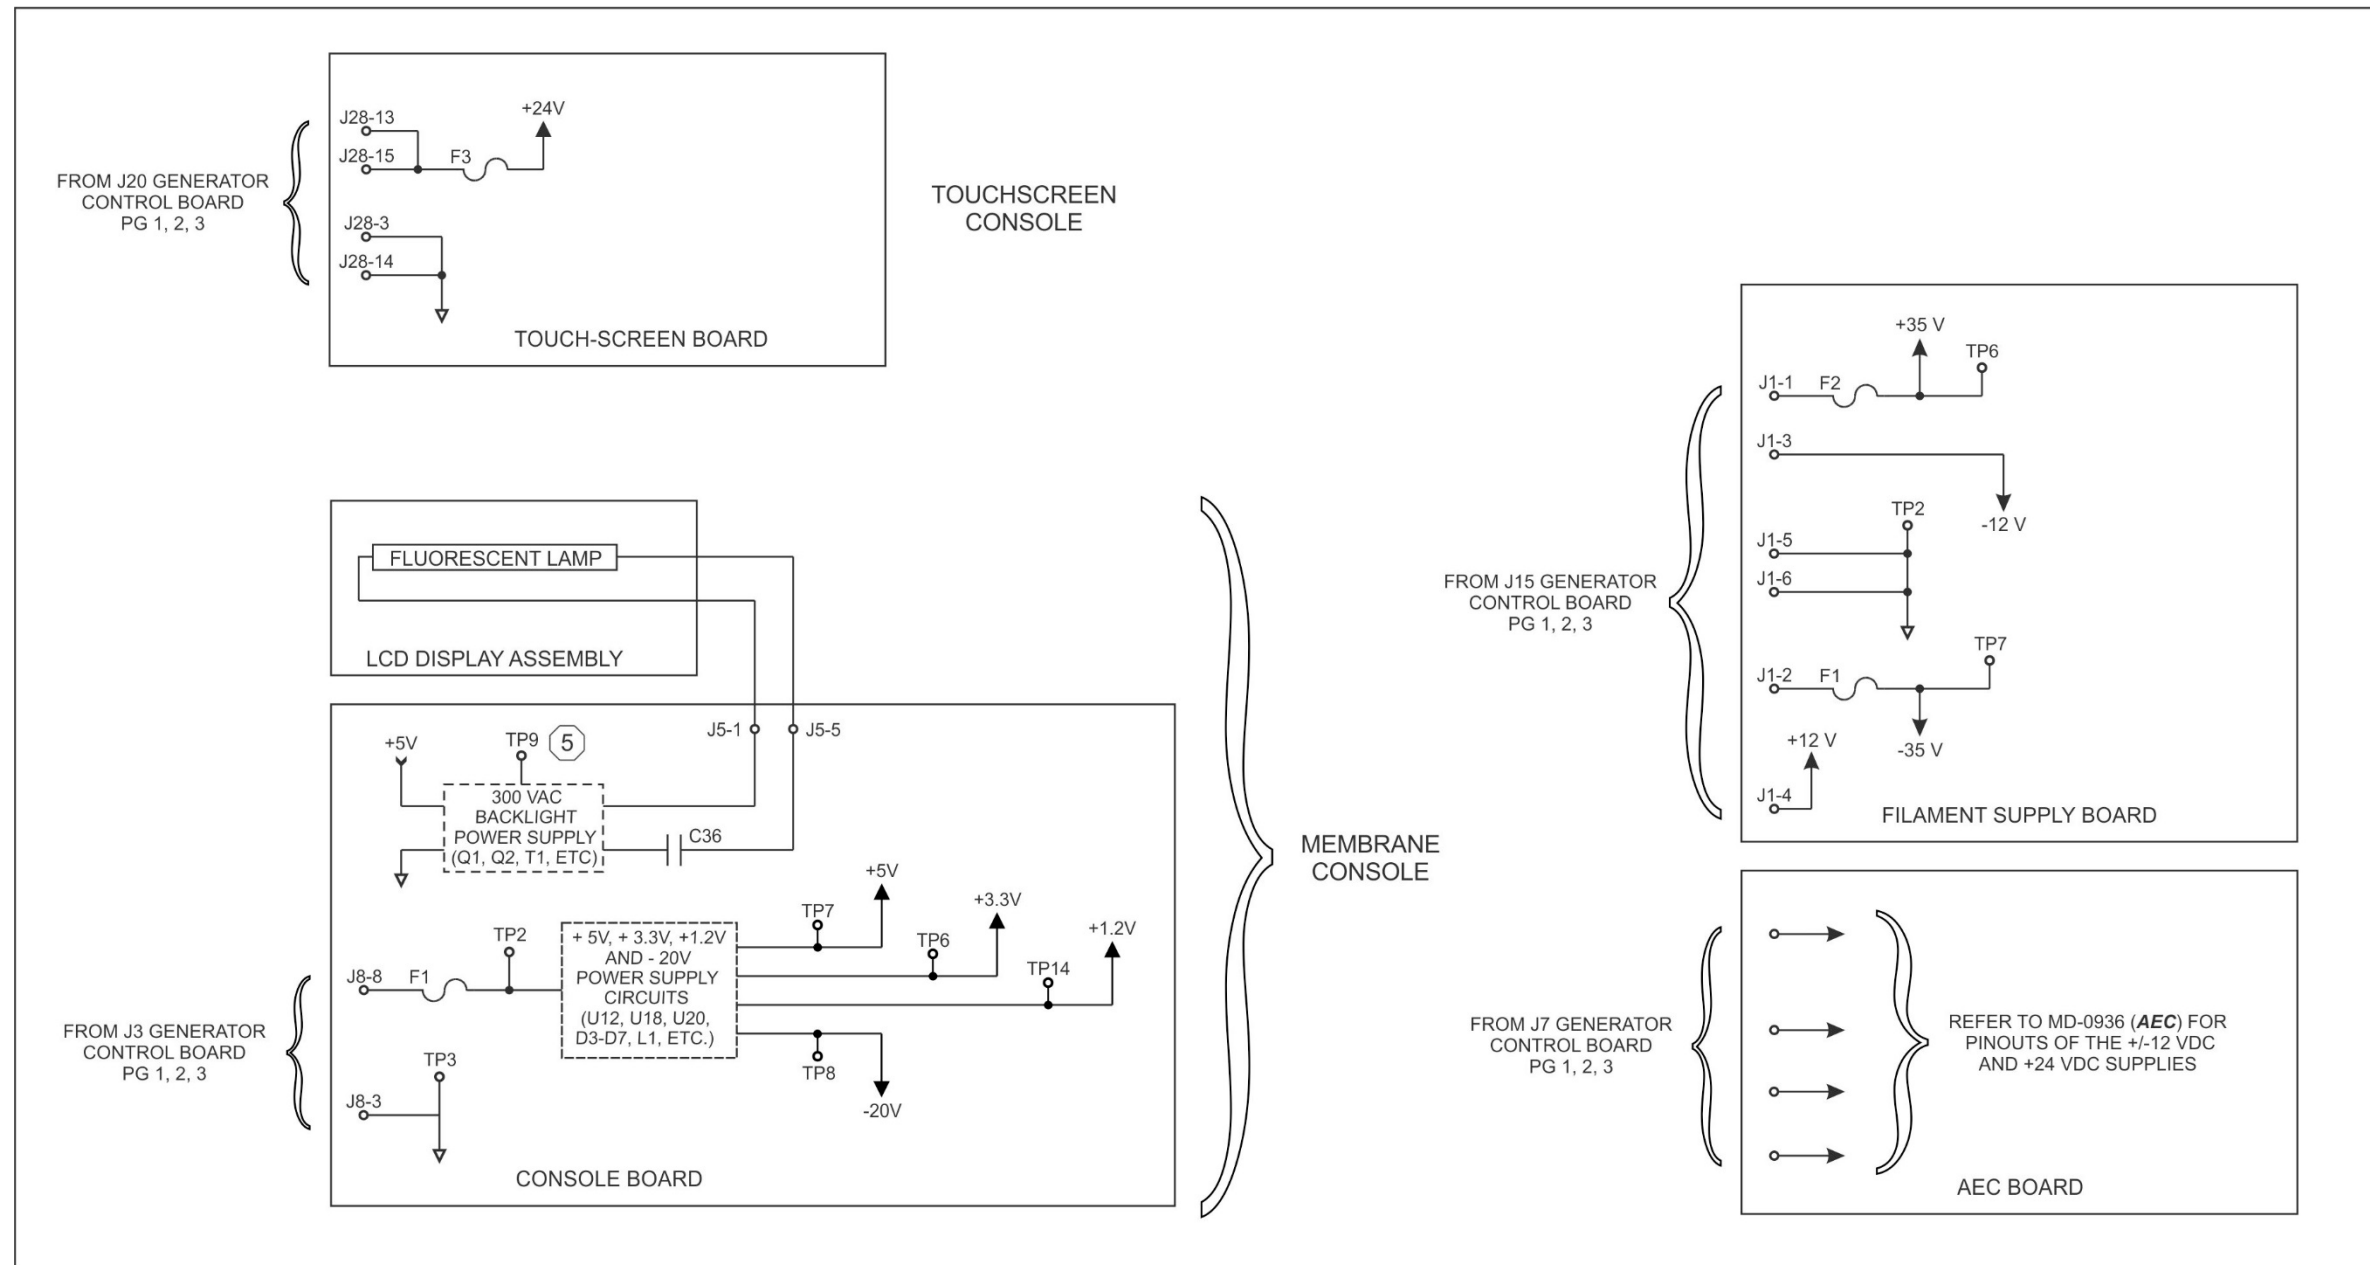 J28-13
+24V
J28-15
F3
FROM J20 GENERATOR
CONTROL BOARD
PG 1, 2, 3
J28-3
J28-14
TOUCH-SCREEN BOARD
TOUCHSCREEN
CONSOLE
FLUORESCENT LAMP
LCD DISPLAY ASSEMBLY
J5-1
J5-5
+5V
TP9
5
300 VAC
BACKLIGHT
POWER SUPPLY
(Q1, Q2, T1, ETC)
C36
+5V
TP7
+3.3V
TP6
+1.2V
TP14
TP2
+ 5V, + 3.3V, +1.2V
AND - 20V
POWER SUPPLY
CIRCUITS
(U12, U18, U20,
D3-D7, L1, ETC.)
J8-8
F1
FROM J3 GENERATOR
CONTROL BOARD
PG 1, 2, 3
TP3
TP8
-20V
J8-3
CONSOLE BOARD
MEMBRANE
CONSOLE
+35 V
TP6
J1-1
F2
J1-3
TP2
-12 V
J1-5
J1-6
FROM J15 GENERATOR
CONTROL BOARD
PG 1, 2, 3
TP7
J1-2
F1
+12 V
-35 V
J1-4
FILAMENT SUPPLY BOARD
FROM J7 GENERATOR
CONTROL BOARD
PG 1, 2, 3
REFER TO MD-0936 (AEC) FOR
PINOUTS OF THE +/-12 VDC
AND +24 VDC SUPPLIES
AEC BOARD